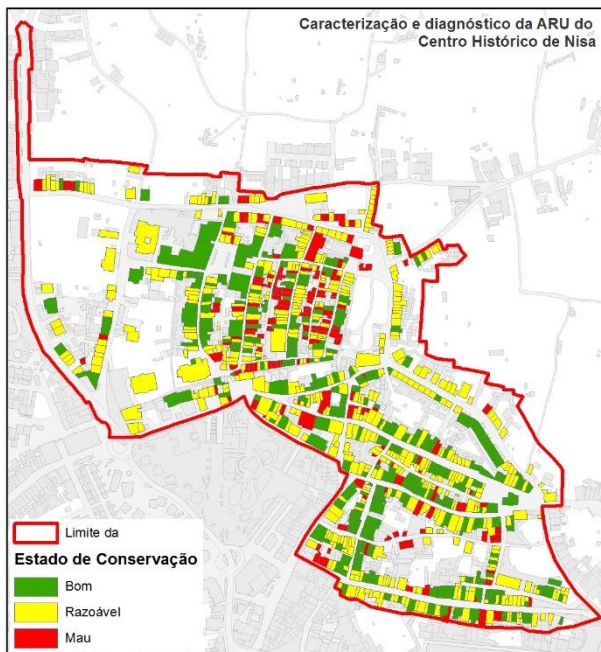 Caracterização e diagnóstico da ARU do
Centro Histórico de Nisa
Limite da
Estado de Conservação
Bom
Razoável
Mau